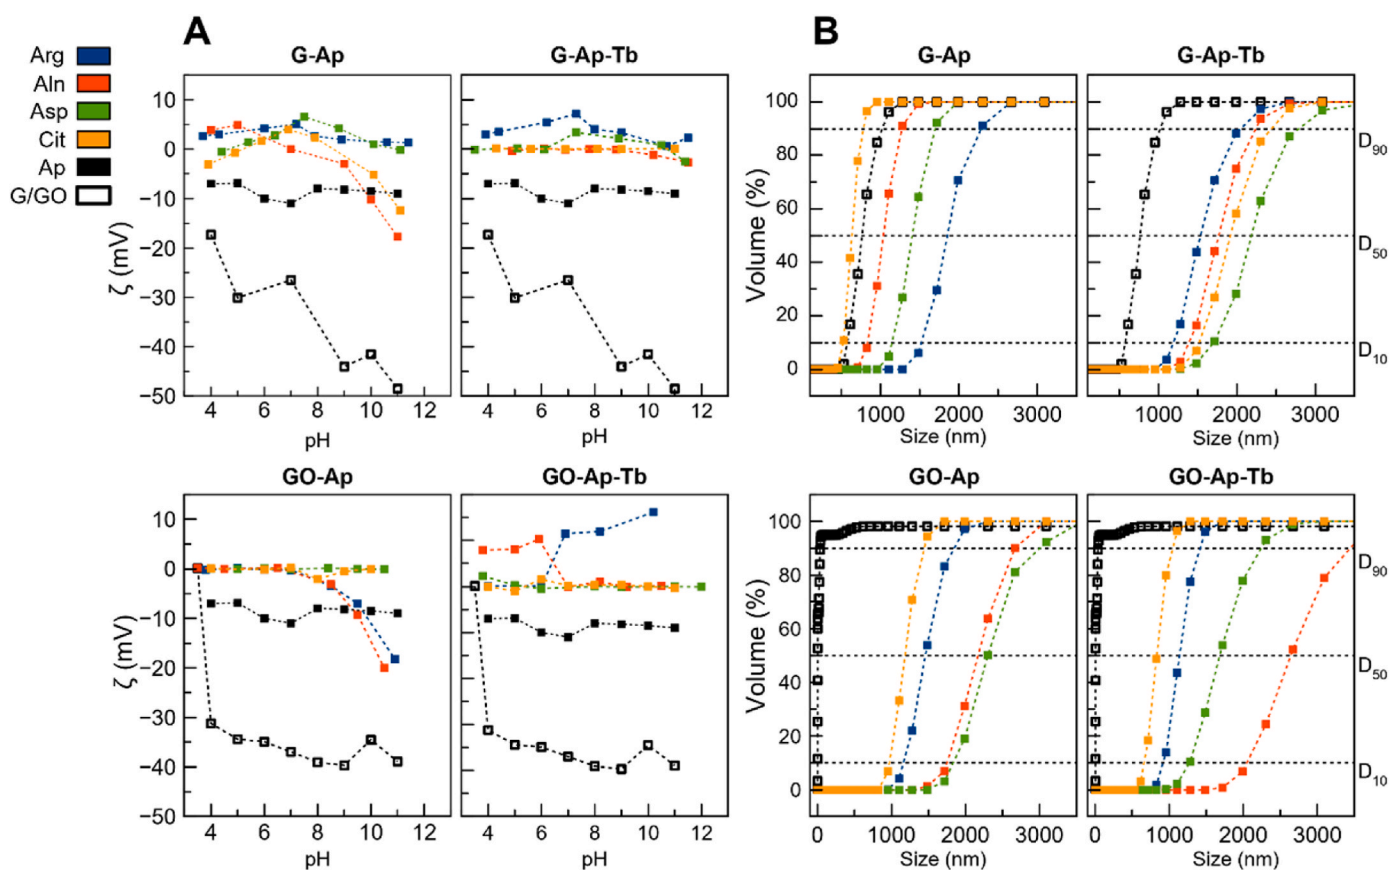 A
B
Arg
Aln
Asp
Cit
Ap
G/GO
G-Ap
G-Ap-Tb
G-Ap
G-Ap-Tb
ζ (mV)
10
0
−10
−20
−30
−40
−50
4 6 8 10 12
4 6 8 10 12
pH
pH
Volume (%)
100
80
60
40
20
0
D90
D50
D10
1000 2000 3000
1000 2000 3000
Size (nm)
Size (nm)
GO-Ap
GO-Ap-Tb
GO-Ap
GO-Ap-Tb
ζ (mV)
10
0
−10
−20
−30
−40
−50
4 6 8 10 12
4 6 8 10 12
pH
pH
Volume (%)
100
80
60
40
20
0
D90
D50
D10
0 1000 2000 3000
0 1000 2000 3000
Size (nm)
Size (nm)